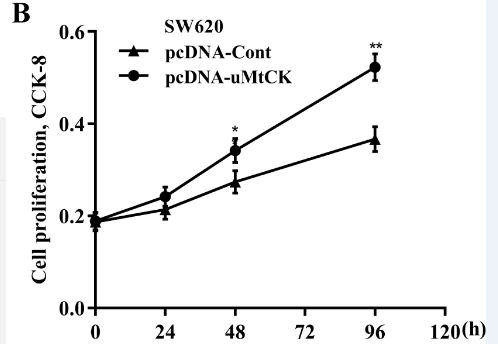 B
SW620
pcDNA-Cont
pcDNA-uMtCK
Cell proliferation, CCK-8
0.6
0.4
0.2
0.0
*
**
0 24 48 72 96 120 (h)